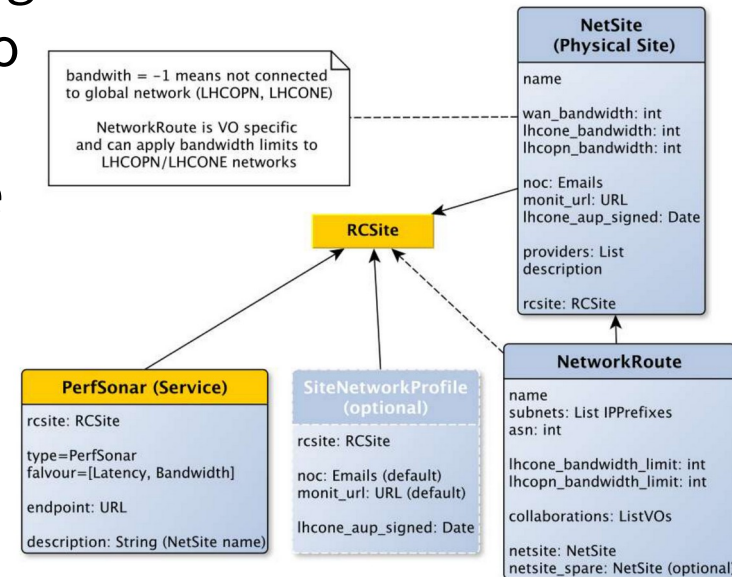 bandwith = -1 means not connected
to global network (LHCOPN, LHCONE)
NetworkRoute is VO specific
and can apply bandwidth limits to
LHCOPN/LHCONE networks
NetSite
(Physical Site)
name
wan_bandwidth: int
lhcone_bandwidth: int
lhcopn_bandwidth: int
noc: Emails
monit_url: URL
lhcone_aup_signed: Date
providers: List
description
rcsite: RCSite
RCSite
PerfSonar (Service)
rcsite: RCSite
type=PerfSonar
falvour=[Latency, Bandwidth]
endpoint: URL
description: String (NetSite name)
SiteNetworkProfile
(optional)
rcsite: RCSite
noc: Emails (default)
monit_url: URL (default)
lhcone_aup_signed: Date
NetworkRoute
name
subnets: List IPPrefixes
asn: int
lhcone_bandwidth_limit: int
lhcopn_bandwidth_limit: int
collaborations: ListVOs
netsite: NetSite
netsite_spare: NetSite (optional)